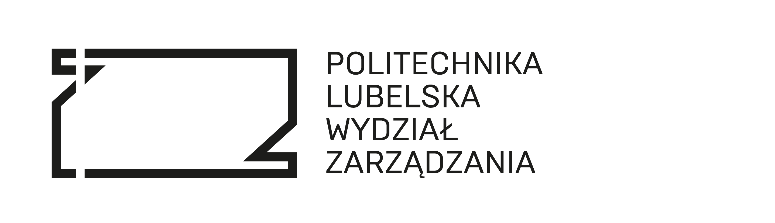 POLITECHNIKA
LUBELSKA
WYDZIAŁ
ZARZĄDZANIA